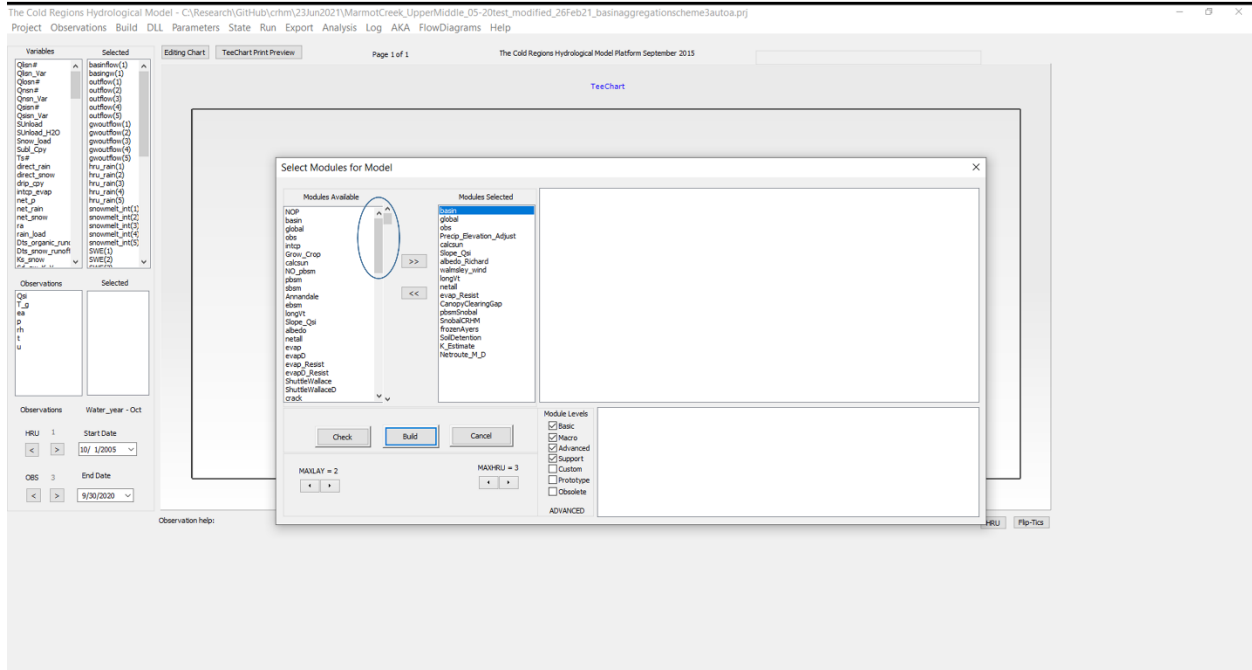 The Cold Regions Hydrological Model - C:\Research\GitHub\crhm\23Jun2021\MarmotCreek_UpperMiddle_05-20test_modified_26Feb21_basinaggregationscheme3autoa.prj
Project Observations Build DLL Parameters State Run Export Analysis Log AKA FlowDiagrams Help
Variables
Qlisn#
Qlisn_Var
Qlosn#
Qnsn#
Qnsn_Var
Qsisn#
Qsisn_Var
SUnload
SUnload_H2O
Snow_load
Subl_Cpy
Ts#
direct_rain
direct_snow
drip_cpy
intcp_evap
net_p
net_rain
net_snow
ra
rain_load
Dts_organic_runo
Dts_snow_runoff
Ks_snow
Selected
basinflow(1)
basingw(1)
outflow(1)
outflow(2)
outflow(3)
outflow(4)
outflow(5)
gwoutflow(1)
gwoutflow(2)
gwoutflow(3)
gwoutflow(4)
gwoutflow(5)
hru_rain(1)
hru_rain(2)
hru_rain(3)
hru_rain(4)
hru_rain(5)
snowmelt_int(1)
snowmelt_int(2)
snowmelt_int(3)
snowmelt_int(4)
snowmelt_int(5)
SWE(1)
SWE(2)
Observations
Qsi
T_g
ea
p
rh
t
u
Selected
Observations
Water_year - Oct
HRU 1
Start Date
< >
10/ 1/2005
OBS 3
End Date
< >
9/30/2020
Editing Chart
TeeChart Print Preview
Page 1 of 1
The Cold Regions Hydrological Model Platform September 2015
TeeChart
Select Modules for Model
Modules Available
NOP
basin
global
obs
intcp
Grow_Crop
calcsun
NO_pbsm
pbsm
sbsm
Annandale
ebsm
longVt
Slope_Qsi
albedo
netall
evap
evapD
evap_Resist
evapD_Resist
ShuttleWallace
ShuttleWallaceD
crack
>>
<<
Modules Selected
basin
global
obs
Precip_Elevation_Adjust
calcsun
Slope_Qsi
albedo_Richard
walmsley_wind
longVt
netall
evap_Resist
CanopyClearingGap
pbsmSnobal
SnobalCRHM
frozenAyers
SoilDetention
K_Estimate
Netroute_M_D
Check
Build
Cancel
MAXLAY = 2
MAXHRU = 3
Module Levels
Basic
Macro
Advanced
Support
Custom
Prototype
Obsolete
ADVANCED
Observation help:
HRU
Flip-Tics